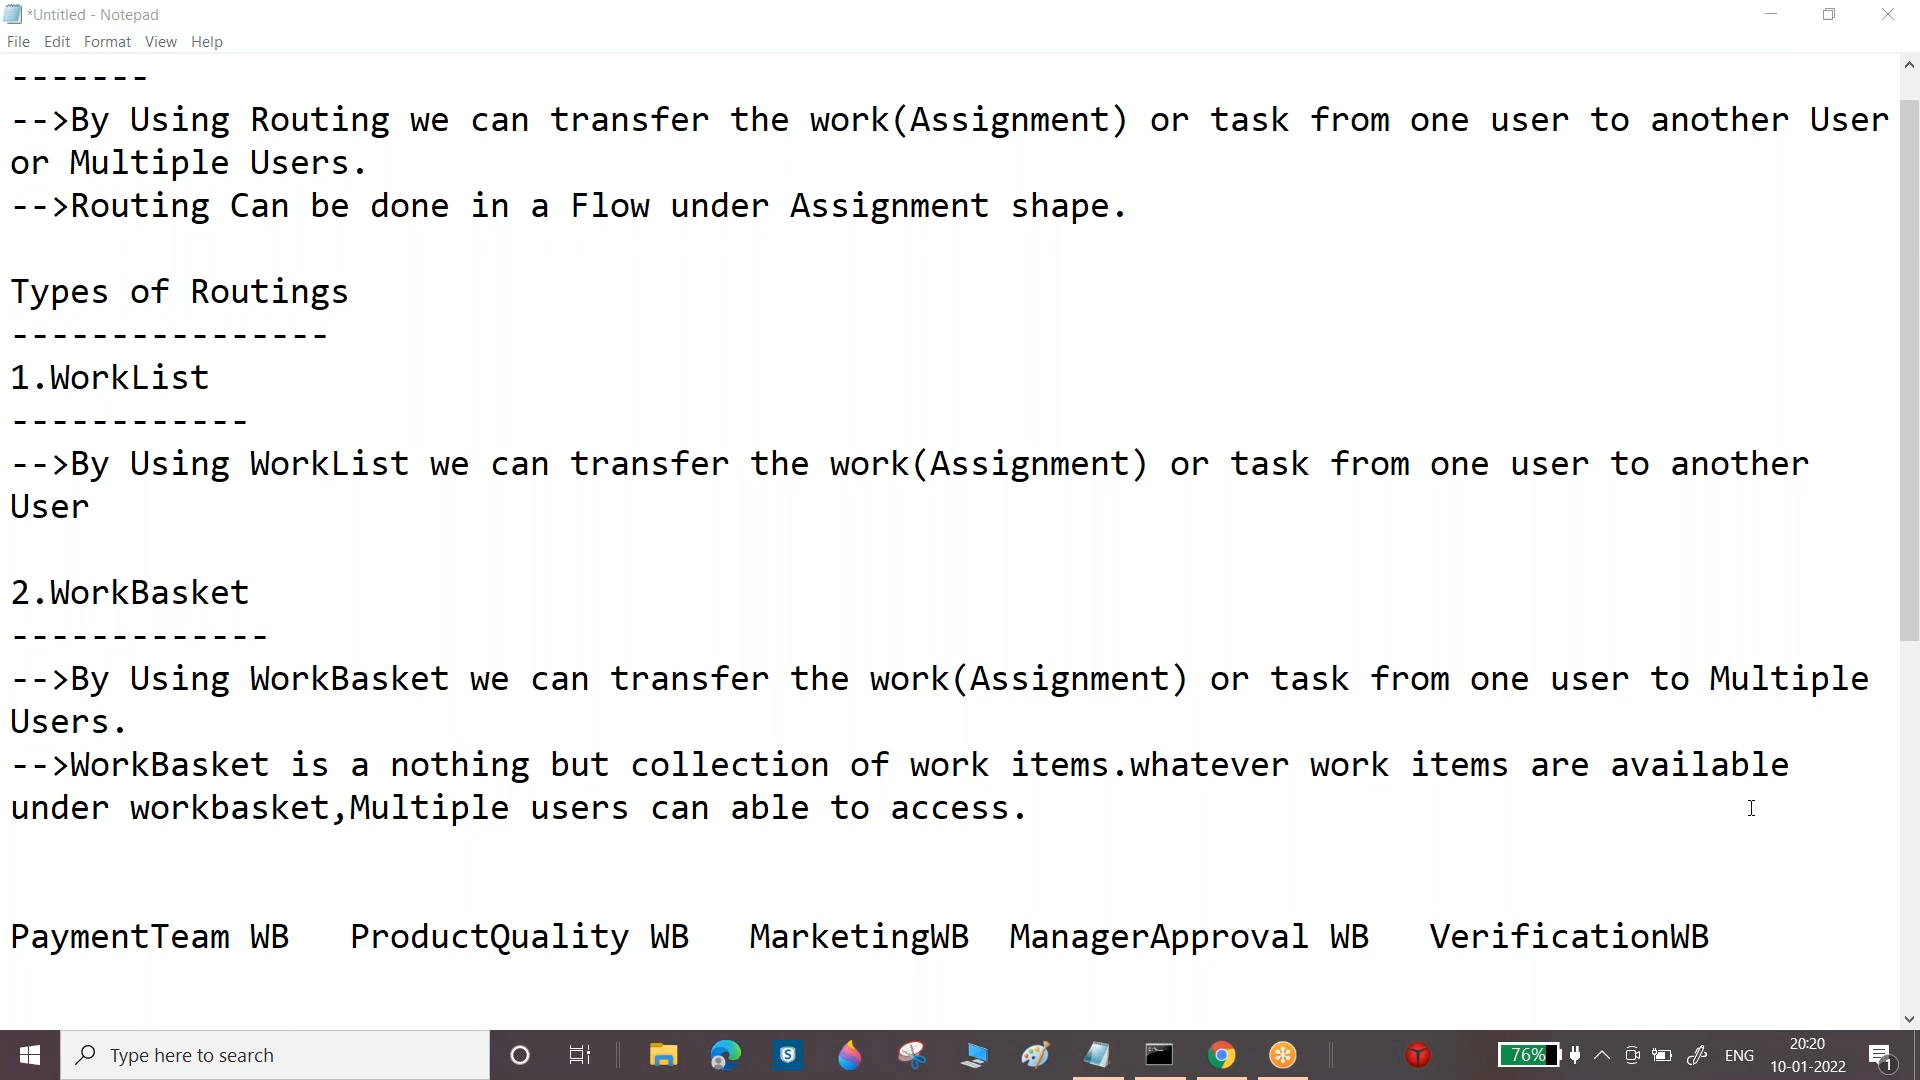 *Untitled - Notepad
File Edit Format View Help
-------
-->By Using Routing we can transfer the work(Assignment) or task from one user to another User
or Multiple Users.
-->Routing Can be done in a Flow under Assignment shape.
Types of Routings
----------------
1.WorkList
------------
-->By Using WorkList we can transfer the work(Assignment) or task from one user to another
User
2.WorkBasket
-------------
-->By Using WorkBasket we can transfer the work(Assignment) or task from one user to Multiple
Users.
-->WorkBasket is a nothing but collection of work items.whatever work items are available
under workbasket,Multiple users can able to access.
PaymentTeam WB ProductQuality WB MarketingWB ManagerApproval WB VerificationWB
Type here to search
S
76%
ENG
20:20
10-01-2022
1